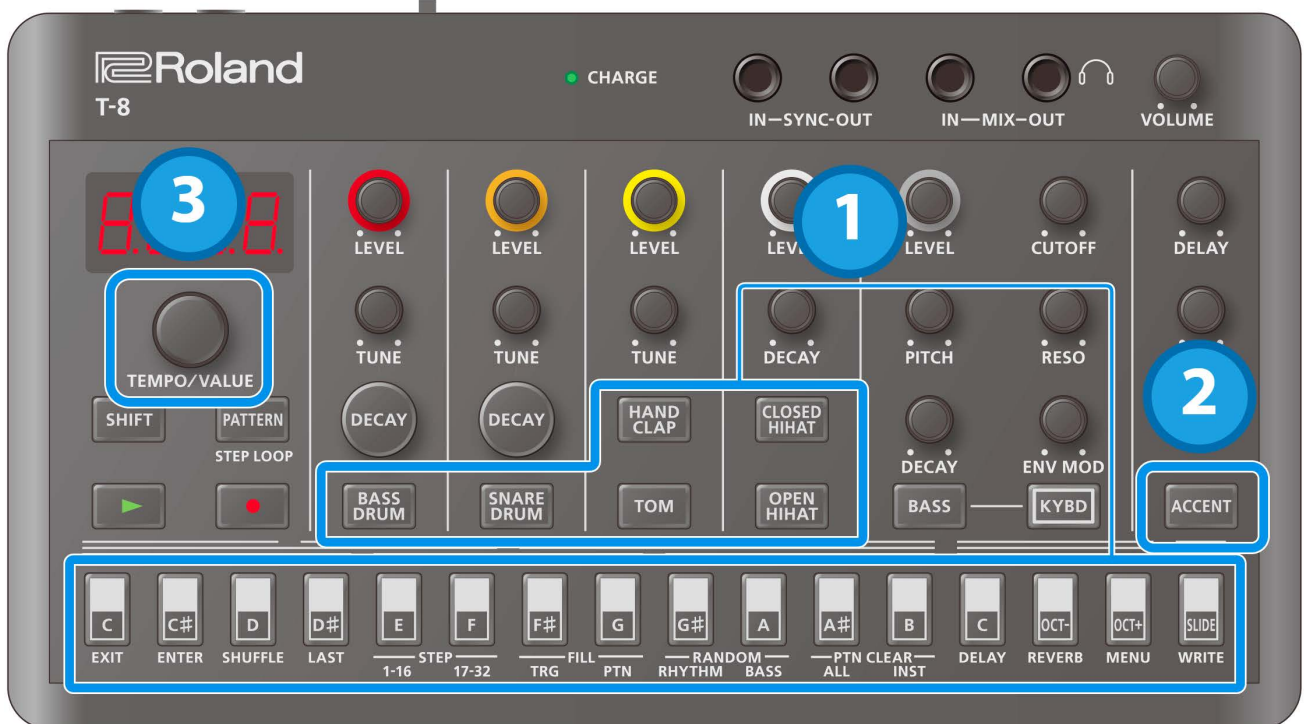 Roland
T-8
CHARGE
IN—SYNC-OUT
IN—MIX—OUT
VOLUME
3
1
LEVEL
LEVEL
LEVEL
LEVEL
CUTOFF
DELAY
TEMPO/VALUE
TUNE
TUNE
TUNE
DECAY
PITCH
RESO
2
SHIFT
PATTERN
STEP LOOP
DECAY
DECAY
HAND
CLAP
CLOSED
HIHAT
DECAY
ENV MOD
BASS
DRUM
SNARE
DRUM
TOM
OPEN
HIHAT
BASS
KYBD
ACCENT
C C# D D# E F F# G G# A A# B C OCT- OCT+ SLIDE
EXIT ENTER SHUFFLE LAST STEP FILL RANDOM PTN CLEAR DELAY REVERB MENU WRITE
1-16 17-32 TRG PTN RHYTHM BASS ALL INST